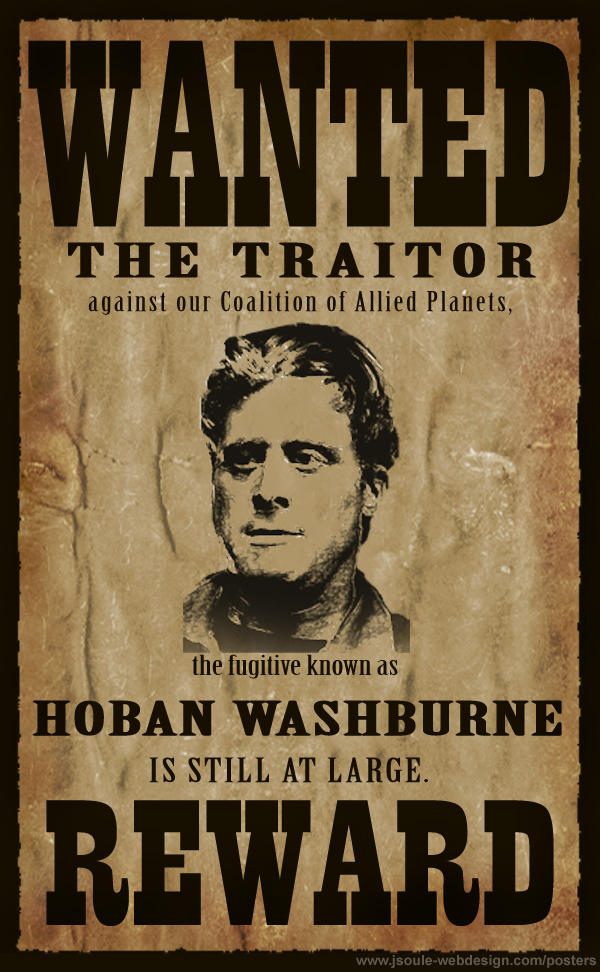 WANTED
THE TRAITOR
against our Coalition of Allied Planets,
the fugitive known as
HOBAN WASHBURNE
IS STILL AT LARGE.
REWARD
www.jsoule-webdesign.com/posters